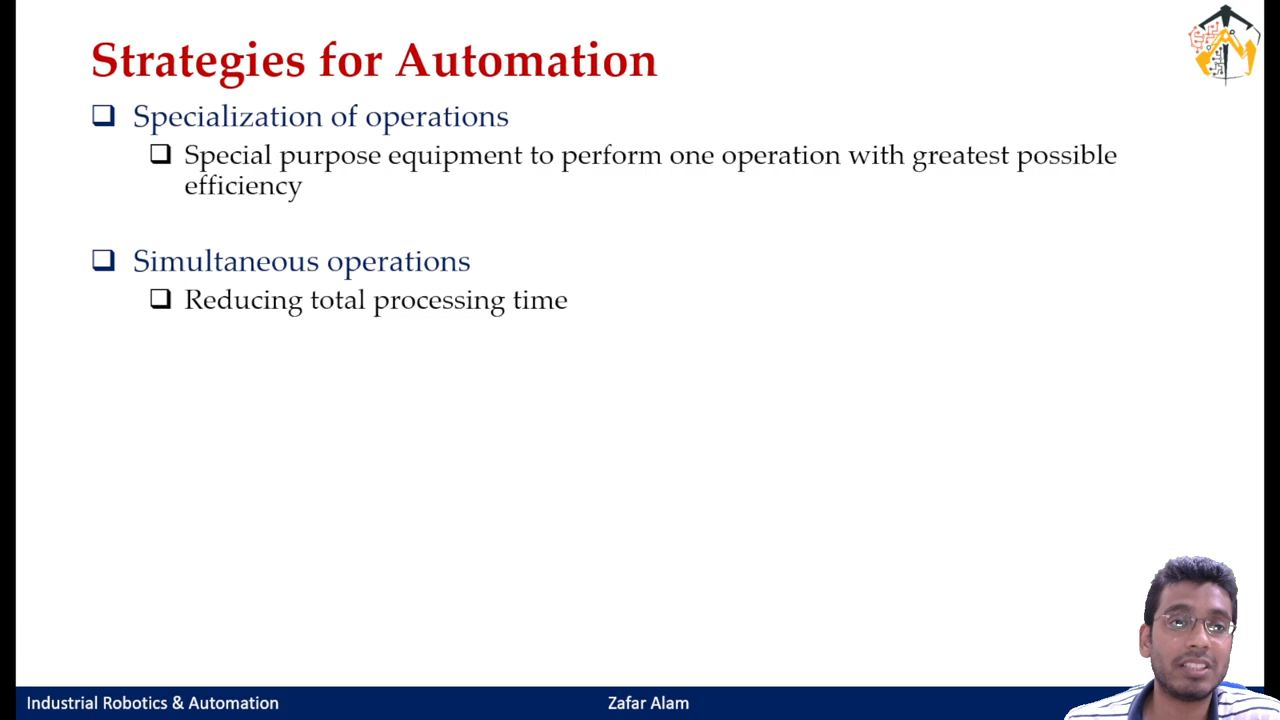 Strategies for Automation
Specialization of operations
Special purpose equipment to perform one operation with greatest possible
efficiency
Simultaneous operations
Reducing total processing time
Industrial Robotics & Automation
Zafar Alam